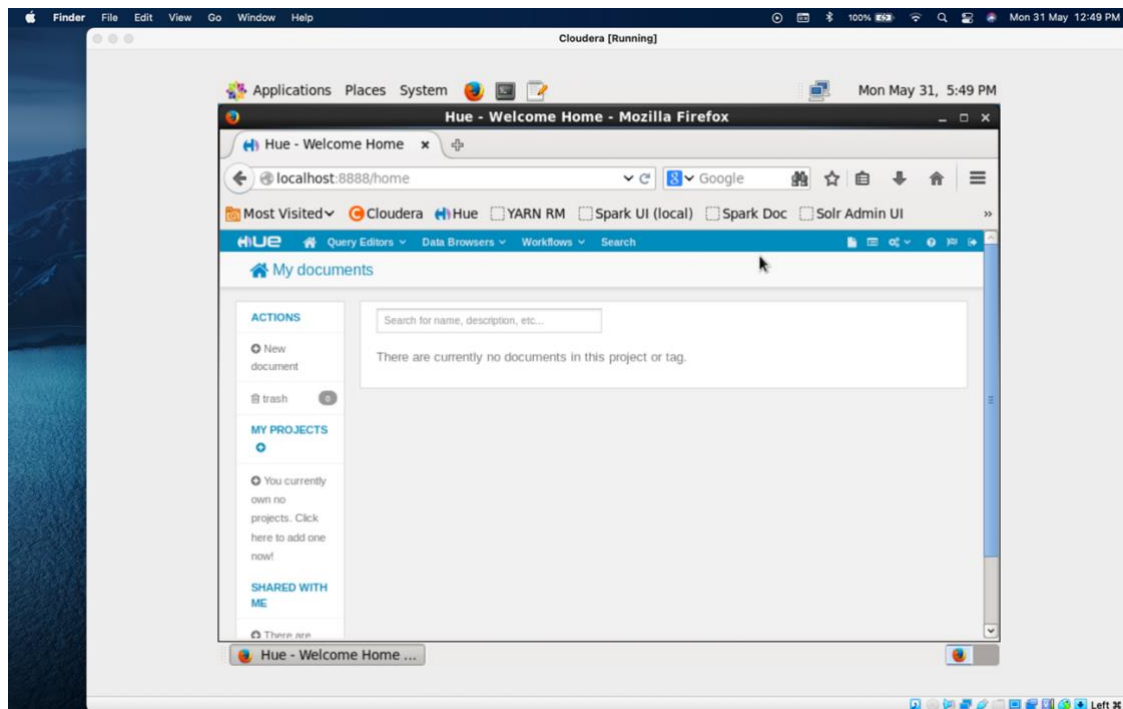 Finder File Edit View Go Window Help 100% Mon 31 May 12:49 PM
Cloudera [Running]
Applications Places System Mon May 31, 5:49 PM
Hue - Welcome Home - Mozilla Firefox
Hue - Welcome Home
localhost:8888/home Google
Most Visited Cloudera Hue YARN RM Spark UI (local) Spark Doc Solr Admin UI »
HUE Query Editors Data Browsers Workflows Search
My documents
ACTIONS
Search for name, description, etc...
New
document
There are currently no documents in this project or tag.
trash 0
MY PROJECTS
You currently
own no
projects. Click
here to add one
now!
SHARED WITH
ME
There are
Hue - Welcome Home ...
Left ⌘